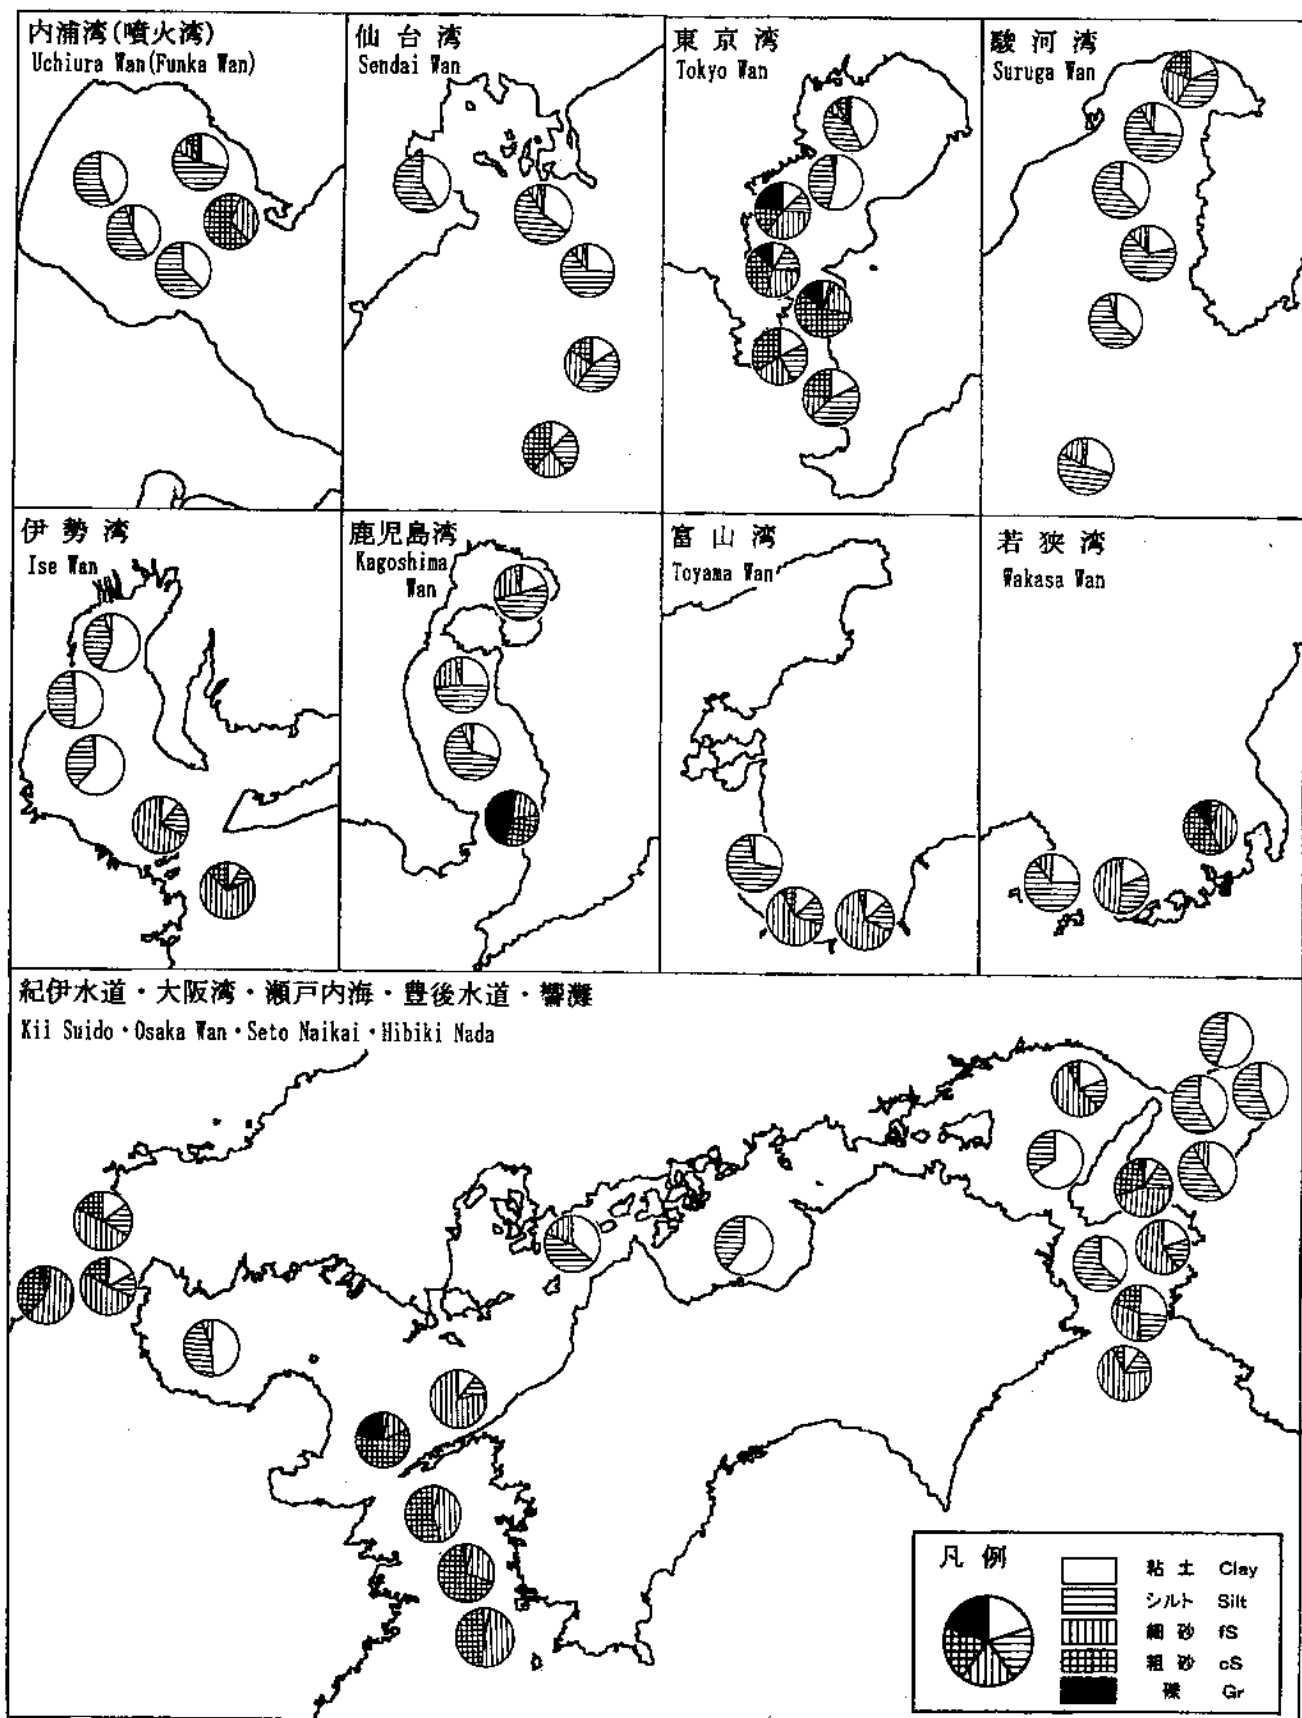 内浦湾(噴火湾)
Uchiura Wan(Funka Wan)
仙台湾
Sendai Wan
東京湾
Tokyo Wan
駿河湾
Suruga Wan
伊勢湾
Ise Wan
鹿児島湾
Kagoshima
Wan
富山湾
Toyama Wan
若狭湾
Wakasa Wan
紀伊水道・大阪湾・瀬戸内海・豊後水道・響灘
Kii Suido・Osaka Wan・Seto Naikai・Hibiki Nada
凡例
粘土 Clay
シルト Silt
細砂 fS
粗砂 cS
礫 Gr